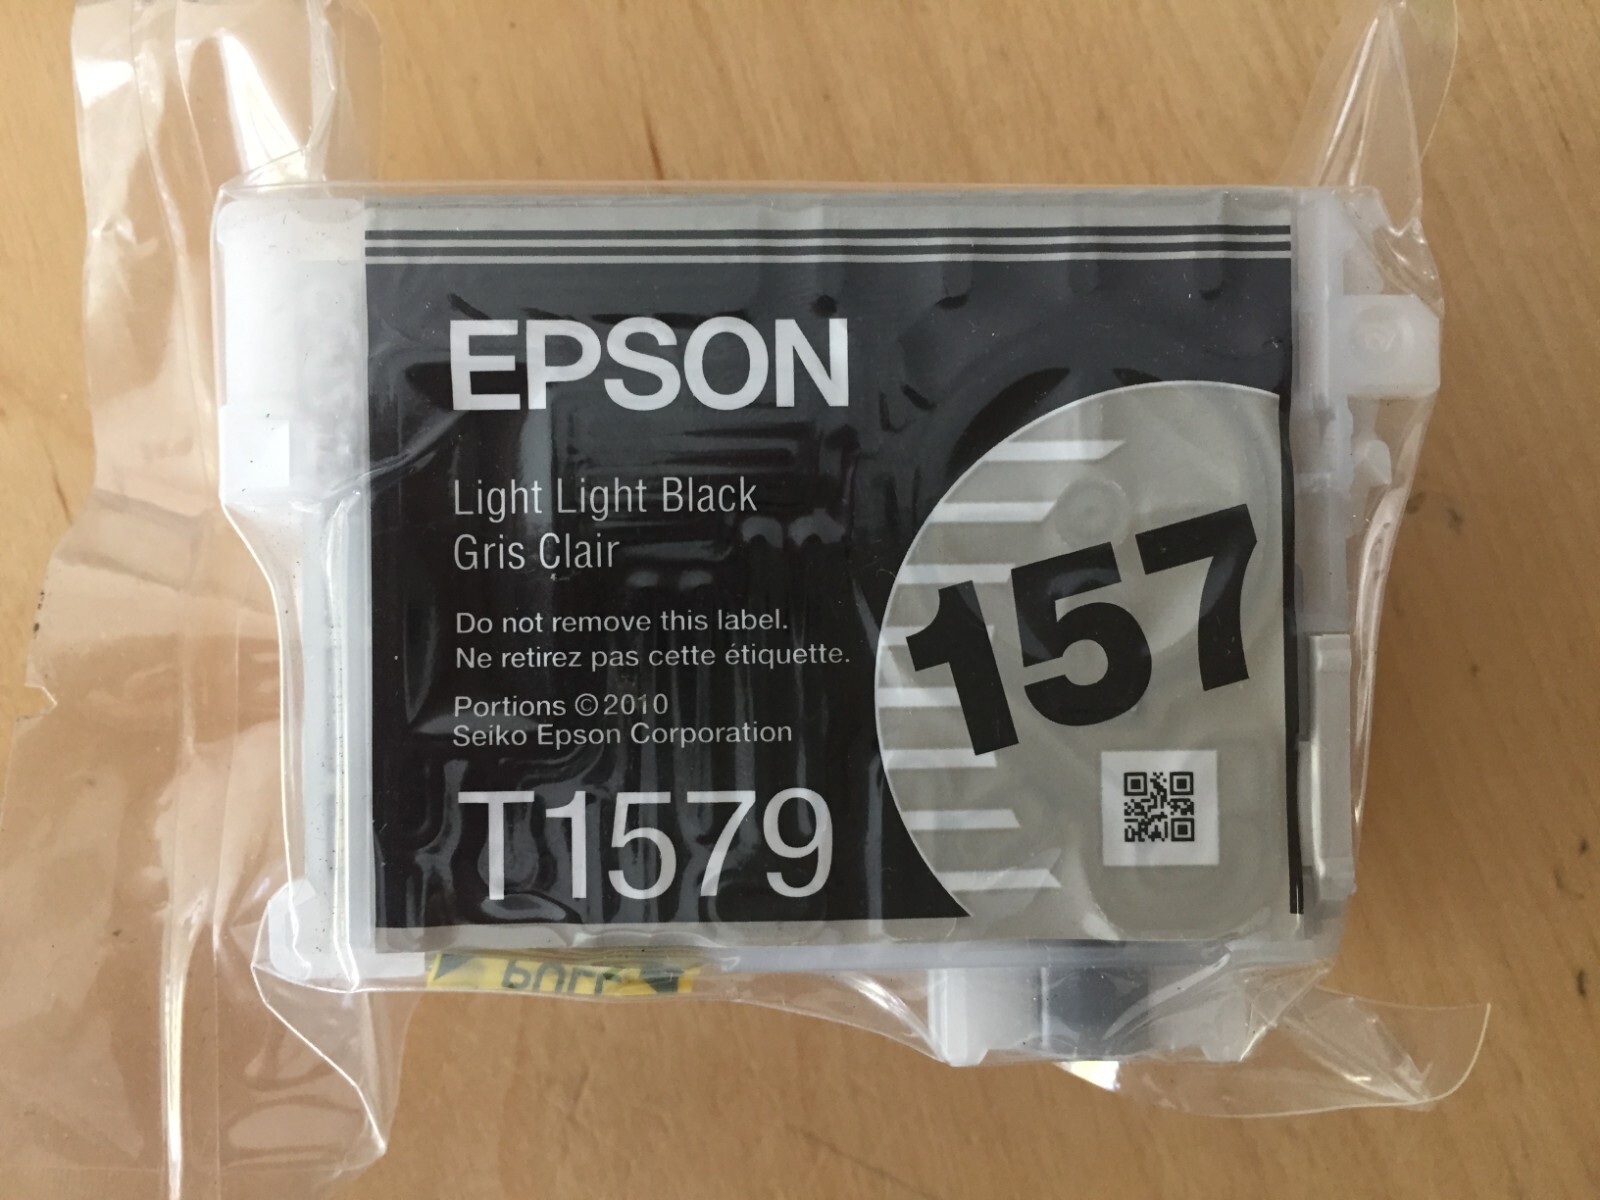 EPSON
Light Light Black
Gris Clair
Do not remove this label.
Ne retirez pas cette étiquette.
Portions ©2010
Seiko Epson Corporation
T1579
157
PULL